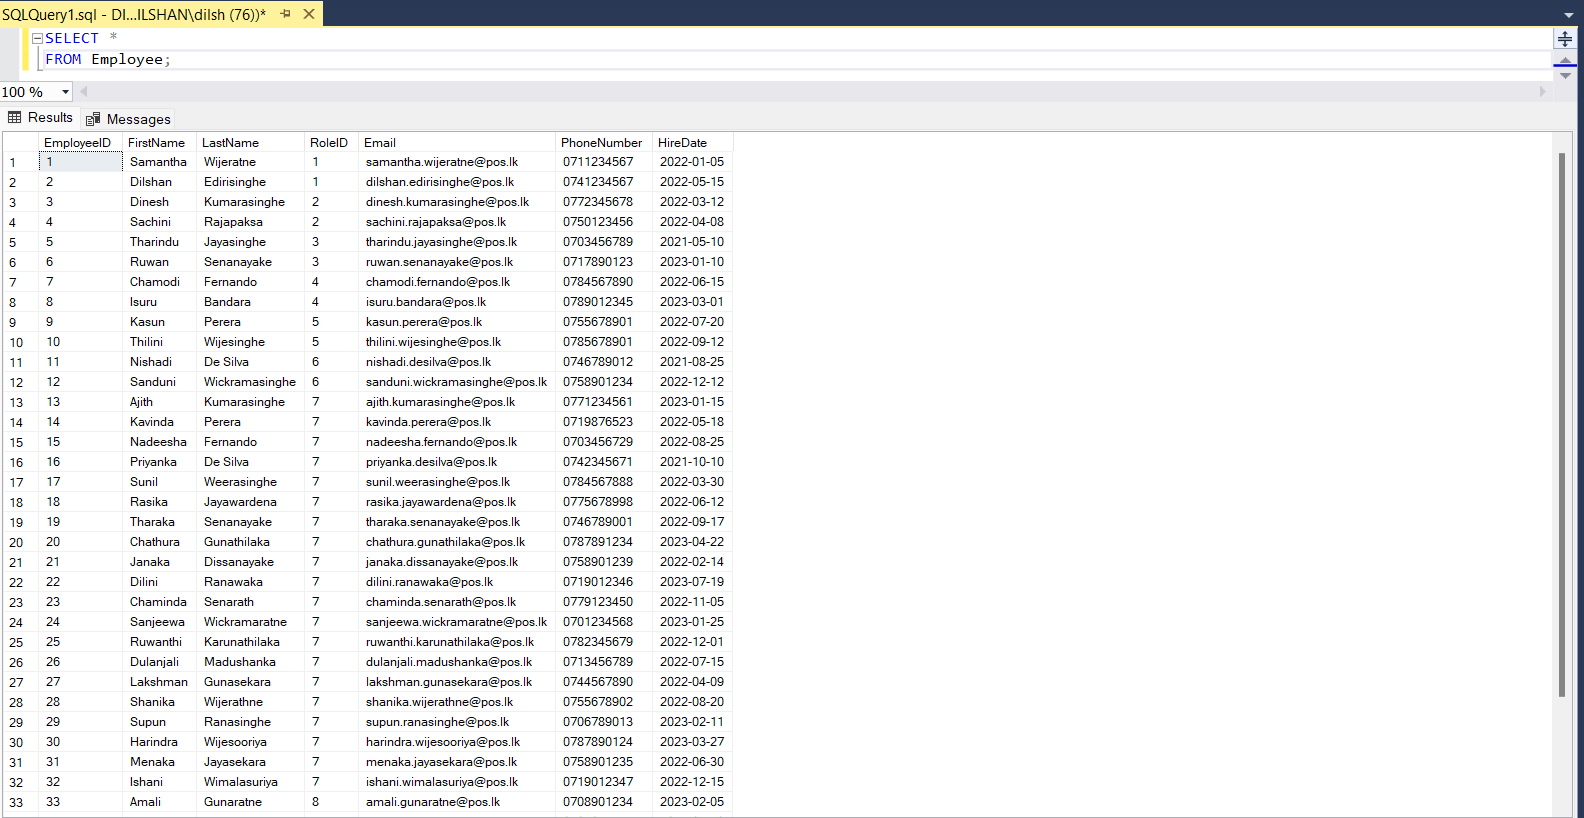 SQLQuery1.sql - DI...ILSHAN\dilsh (76))*
SELECT *
FROM Employee;
100 %
Results Messages
EmployeeID FirstName LastName RoleID Email PhoneNumber HireDate
1 1 Samantha Wijeratne 1 samantha.wijeratne@pos.lk 0711234567 2022-01-05
2 2 Dilshan Edirisinghe 1 dilshan.edirisinghe@pos.lk 0741234567 2022-05-15
3 3 Dinesh Kumarasinghe 2 dinesh.kumarasinghe@pos.lk 0772345678 2022-03-12
4 4 Sachini Rajapaksa 2 sachini.rajapaksa@pos.lk 0750123456 2022-04-08
5 5 Tharindu Jayasinghe 3 tharindu.jayasinghe@pos.lk 0703456789 2021-05-10
6 6 Ruwan Senanayake 3 ruwan.senanayake@pos.lk 0717890123 2023-01-10
7 7 Chamodi Fernando 4 chamodi.fernando@pos.lk 0784567890 2022-06-15
8 8 Isuru Bandara 4 isuru.bandara@pos.lk 0789012345 2023-03-01
9 9 Kasun Perera 5 kasun.perera@pos.lk 0755678901 2022-07-20
10 10 Thilini Wijesinghe 5 thilini.wijesinghe@pos.lk 0785678901 2022-09-12
11 11 Nishadi De Silva 6 nishadi.desilva@pos.lk 0746789012 2021-08-25
12 12 Sanduni Wickramasinghe 6 sanduni.wickramasinghe@pos.lk 0758901234 2022-12-12
13 13 Ajith Kumarasinghe 7 ajith.kumarasinghe@pos.lk 0771234561 2023-01-15
14 14 Kavinda Perera 7 kavinda.perera@pos.lk 0719876523 2022-05-18
15 15 Nadeesha Fernando 7 nadeesha.fernando@pos.lk 0703456729 2022-08-25
16 16 Priyanka De Silva 7 priyanka.desilva@pos.lk 0742345671 2021-10-10
17 17 Sunil Weerasinghe 7 sunil.weerasinghe@pos.lk 0784567888 2022-03-30
18 18 Rasika Jayawardena 7 rasika.jayawardena@pos.lk 0775678998 2022-06-12
19 19 Tharaka Senanayake 7 tharaka.senanayake@pos.lk 0746789001 2022-09-17
20 20 Chathura Gunathilaka 7 chathura.gunathilaka@pos.lk 0787891234 2023-04-22
21 21 Janaka Dissanayake 7 janaka.dissanayake@pos.lk 0758901239 2022-02-14
22 22 Dilini Ranawaka 7 dilini.ranawaka@pos.lk 0719012346 2023-07-19
23 23 Chaminda Senarath 7 chaminda.senarath@pos.lk 0779123450 2022-11-05
24 24 Sanjeewa Wickramaratne 7 sanjeewa.wickramaratne@pos.lk 0701234568 2023-01-25
25 25 Ruwanthi Karunathilaka 7 ruwanthi.karunathilaka@pos.lk 0782345679 2022-12-01
26 26 Dulanjali Madushanka 7 dulanjali.madushanka@pos.lk 0713456789 2022-07-15
27 27 Lakshman Gunasekara 7 lakshman.gunasekara@pos.lk 0744567890 2022-04-09
28 28 Shanika Wijerathne 7 shanika.wijerathne@pos.lk 0755678902 2022-08-20
29 29 Supun Ranasinghe 7 supun.ranasinghe@pos.lk 0706789013 2023-02-11
30 30 Harindra Wijesooriya 7 harindra.wijesooriya@pos.lk 0787890124 2023-03-27
31 31 Menaka Jayasekara 7 menaka.jayasekara@pos.lk 0758901235 2022-06-30
32 32 Ishani Wimalasuriya 7 ishani.wimalasuriya@pos.lk 0719012347 2022-12-15
33 33 Amali Gunaratne 8 amali.gunaratne@pos.lk 0708901234 2023-02-05